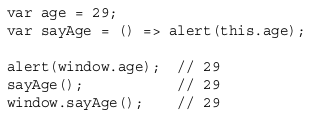 var age = 29;
var sayAge = () => alert(this.age);

alert(window.age);  // 29
sayAge();           // 29
window.sayAge();    // 29